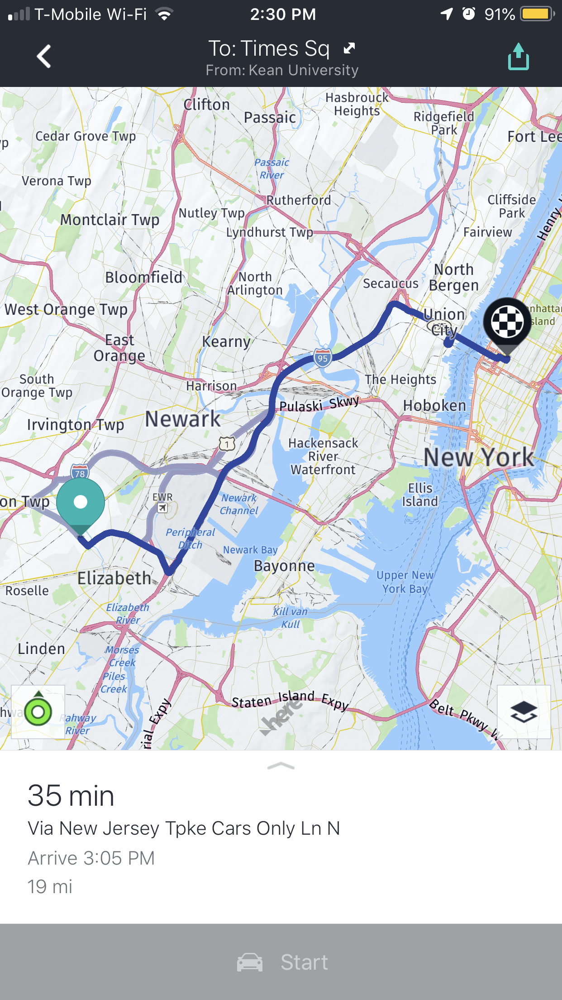 T-Mobile Wi-Fi
2:30 PM
91%
To: Times Sq
From: Kean University
Clifton
Passaic
Hasbrouck
Heights
Ridgefield
Park
Fort Lee
Cedar Grove Twp
Passaic
River
Verona Twp
Rutherford
Cliffside
Park
Henry
Montclair Twp
Nutley Twp
Lyndhurst Twp
Fairview
Bloomfield
North
Arlington
Secaucus
North
Bergen
West Orange Twp
Union
City
East
Orange
Kearny
95
South
Orange Twp
Harrison
The Heights
Pulaski Skwy
Hoboken
Newark
Irvington Twp
1
Hackensack
River
Waterfront
New York
78
on Twp
EWR
Newark
Channel
Ellis
Island
Peripheral
Ditch
Newark Bay
Bayonne
Elizabeth
Upper New
York Bay
Roselle
Elizabeth
River
Kill van
Kull
Linden
Morses
Creek
Piles
Creek
Staten Island Expy
here
Belt Pkwy W
Rahway
River
rial Expy
35 min
Via New Jersey Tpke Cars Only Ln N
Arrive 3:05 PM
19 mi
Start